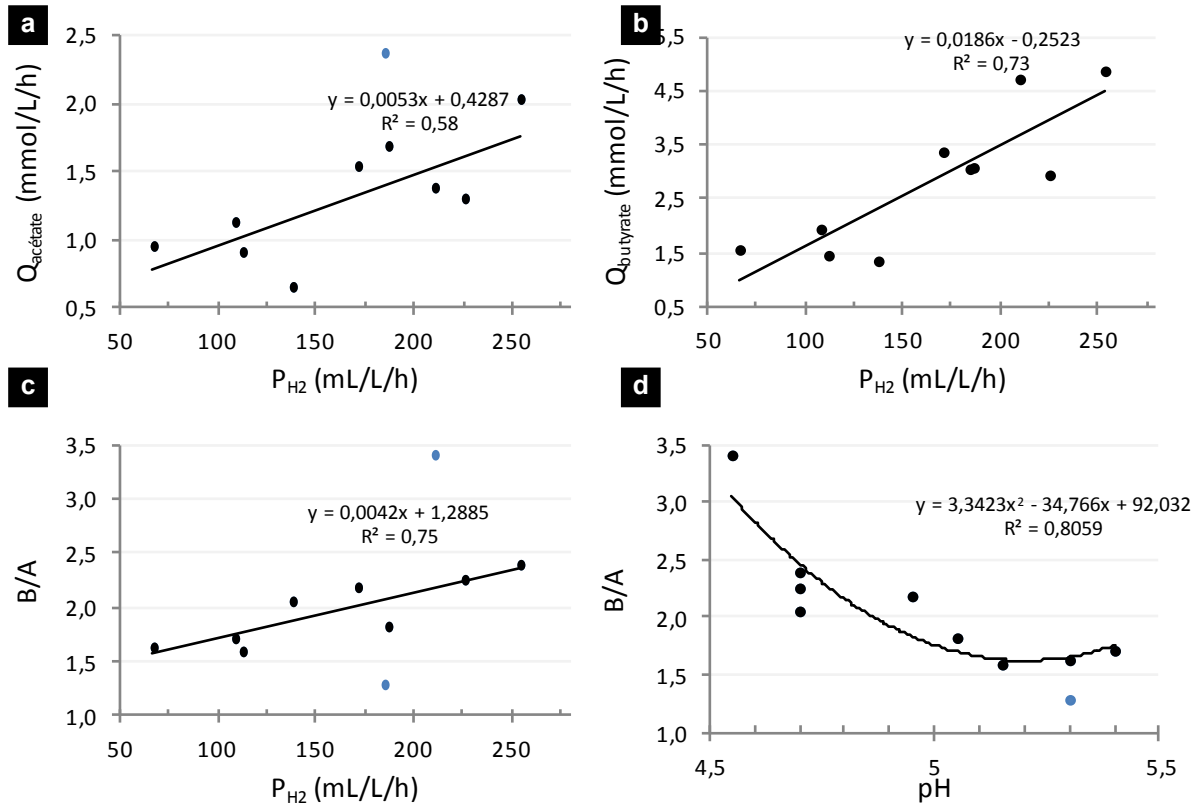 a
Q acétate (mmol/L/h)
2,5
2,0
1,5
1,0
0,5
y = 0,0053x + 0,4287
R² = 0,58
50 100 150 200 250
P H2 (mL/L/h)
b
Q butyrate (mmol/L/h)
5,5
4,5
3,5
2,5
1,5
0,5
y = 0,0186x - 0,2523
R² = 0,73
50 100 150 200 250
P H2 (mL/L/h)
c
B/A
3,5
3,0
2,5
2,0
1,5
1,0
y = 0,0042x + 1,2885
R² = 0,75
50 100 150 200 250
P H2 (mL/L/h)
d
B/A
3,5
3,0
2,5
2,0
1,5
1,0
y = 3,3423x² - 34,766x + 92,032
R² = 0,8059
4,5 5 5,5
pH